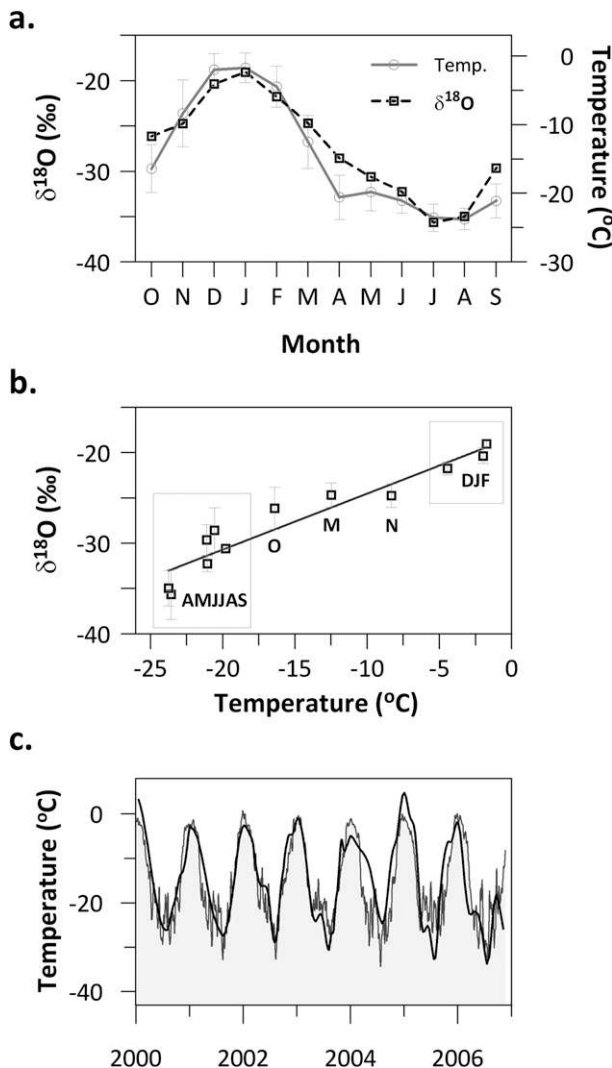 a.
-20
-30
-40
δ¹⁸O (‰)
0
-10
-20
-30
Temperature (°C)
Temp.
δ¹⁸O
O N D J F M A M J J A S
Month
b.
-20
-30
-40
δ¹⁸O (‰)
DJF
O M N
AMJJAS
-25 -20 -15 -10 -5 0
Temperature (°C)
c.
0
-20
-40
Temperature (°C)
2000 2002 2004 2006